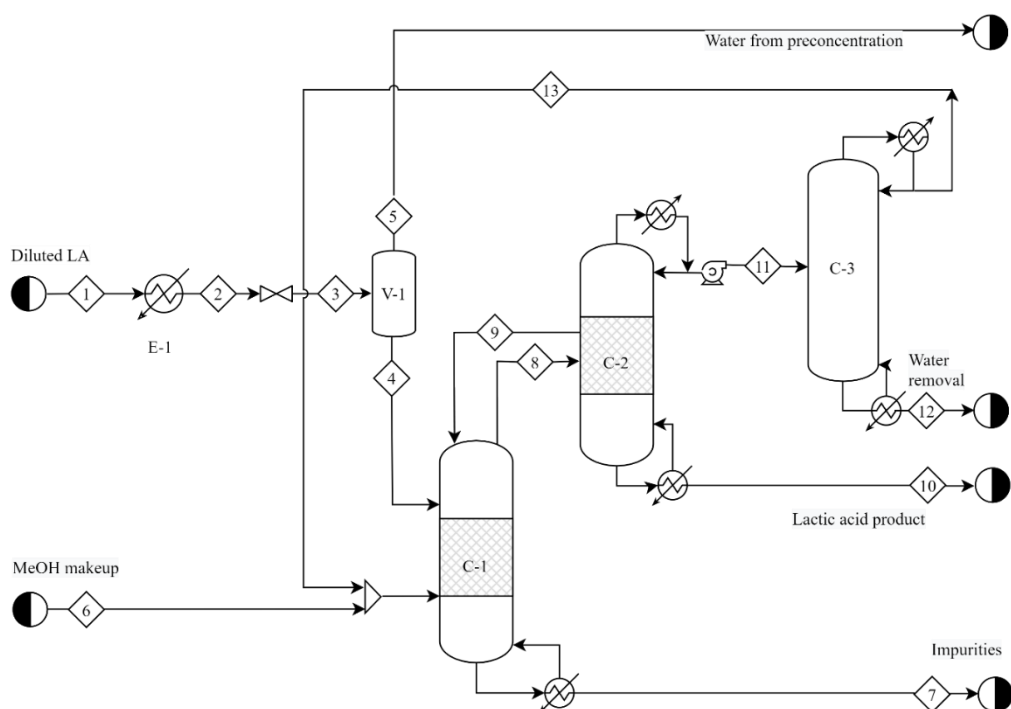 Water from preconcentration
13
5
Diluted LA
1
2
3
V-1
E-1
11
C-3
9
8
C-2
4
Water
removal
12
10
Lactic acid product
MeOH makeup
C-1
6
Impurities
7